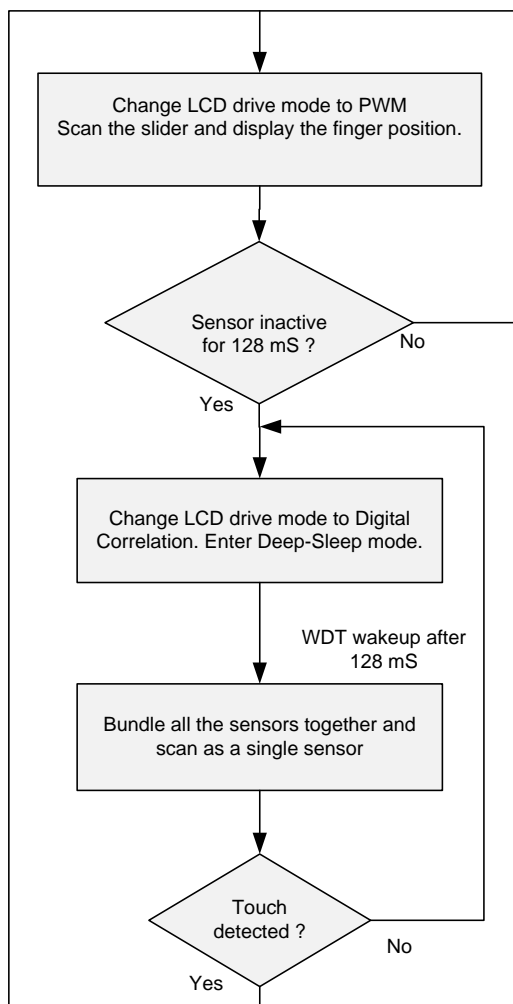 Change LCD drive mode to PWM
Scan the slider and display the finger position.
Sensor inactive
for 128 mS ?
No
Yes
Change LCD drive mode to Digital
Correlation. Enter Deep-Sleep mode.
WDT wakeup after
128 mS
Bundle all the sensors together and
scan as a single sensor
Touch
detected ?
No
Yes